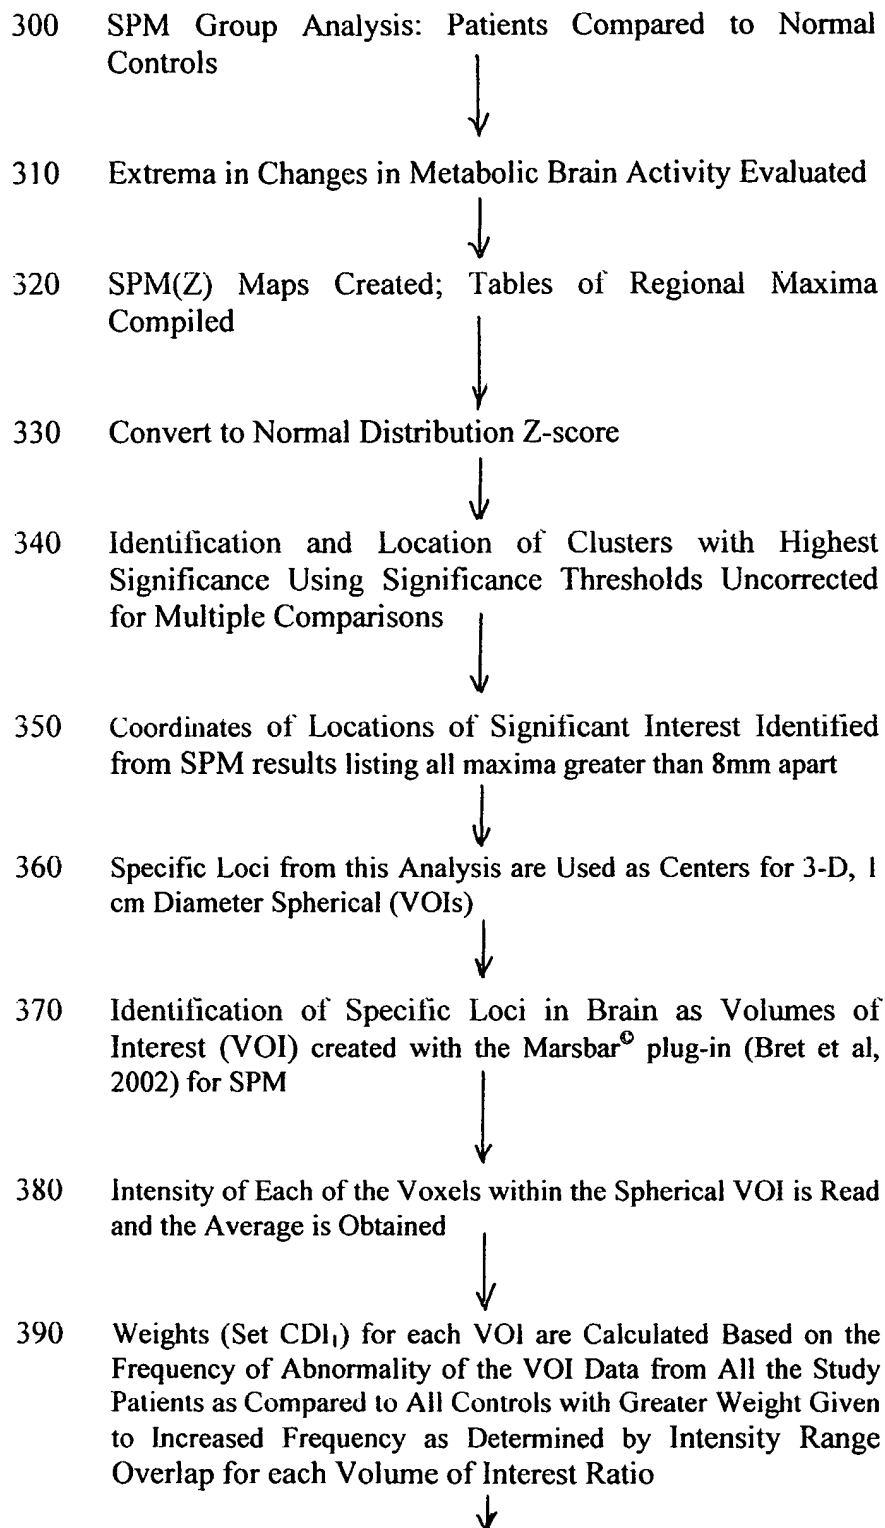 300 SPM Group Analysis: Patients Compared to Normal
Controls
310 Extrema in Changes in Metabolic Brain Activity Evaluated
320 SPM(Z) Maps Created; Tables of Regional Maxima
Compiled
330 Convert to Normal Distribution Z-score
340 Identification and Location of Clusters with Highest
Significance Using Significance Thresholds Uncorrected
for Multiple Comparisons
350 Coordinates of Locations of Significant Interest Identified
from SPM results listing all maxima greater than 8mm apart
360 Specific Loci from this Analysis are Used as Centers for 3-D, 1
cm Diameter Spherical (VOIs)
370 Identification of Specific Loci in Brain as Volumes of
Interest (VOI) created with the Marsbar© plug-in (Bret et al,
2002) for SPM
380 Intensity of Each of the Voxels within the Spherical VOI is Read
and the Average is Obtained
390 Weights (Set CDI₁) for each VOI are Calculated Based on the
Frequency of Abnormality of the VOI Data from All the Study
Patients as Compared to All Controls with Greater Weight Given
to Increased Frequency as Determined by Intensity Range
Overlap for each Volume of Interest Ratio